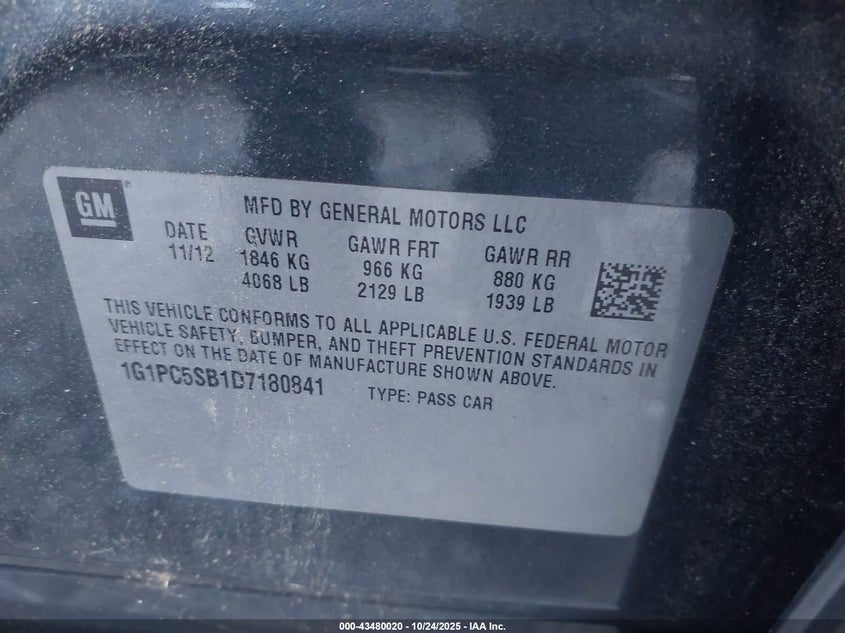 GM
MFD BY GENERAL MOTORS LLC
DATE GVWR GAWR FRT GAWR RR
11/12 1846 KG 966 KG 880 KG
4068 LB 2129 LB 1939 LB
THIS VEHICLE CONFORMS TO ALL APPLICABLE U.S. FEDERAL MOTOR
VEHICLE SAFETY, BUMPER, AND THEFT PREVENTION STANDARDS IN
EFFECT ON THE DATE OF MANUFACTURE SHOWN ABOVE.
1G1PC5SB1D7180841 TYPE: PASS CAR
000-43480020 - 10/24/2025 - IAA Inc.